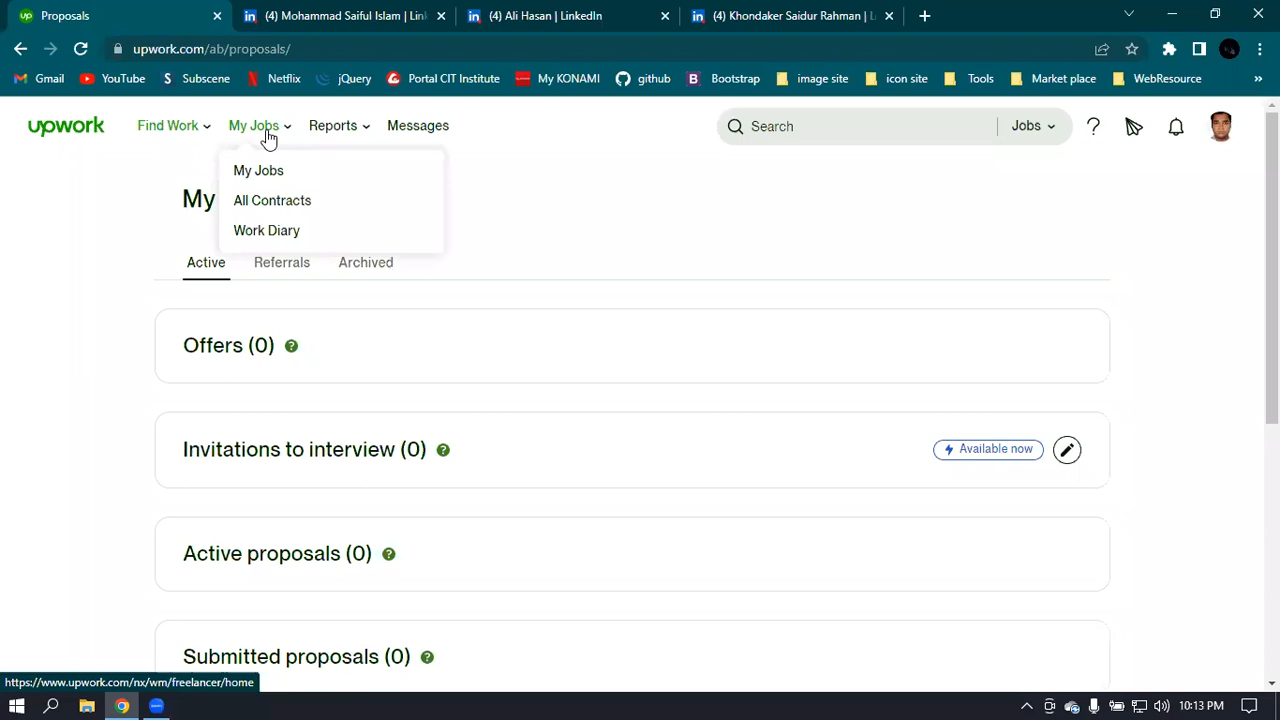 Proposals
(4) Mohammad Saiful Islam | Lin
(4) Ali Hasan | LinkedIn
(4) Khondaker Saidur Rahman | L
upwork.com/ab/proposals/
Gmail
YouTube
Subscene
Netflix
jQuery
Portal CIT Institute
My KONAMI
github
Bootstrap
image site
icon site
Tools
Market place
WebResource
»
upwork
Find Work
My Jobs
Reports
Messages
Search
Jobs
My Jobs
All Contracts
Work Diary
My
Active
Referrals
Archived
Offers (0)
Invitations to interview (0)
Available now
Active proposals (0)
Submitted proposals (0)
https://www.upwork.com/nx/wm/freelancer/home
10:13 PM